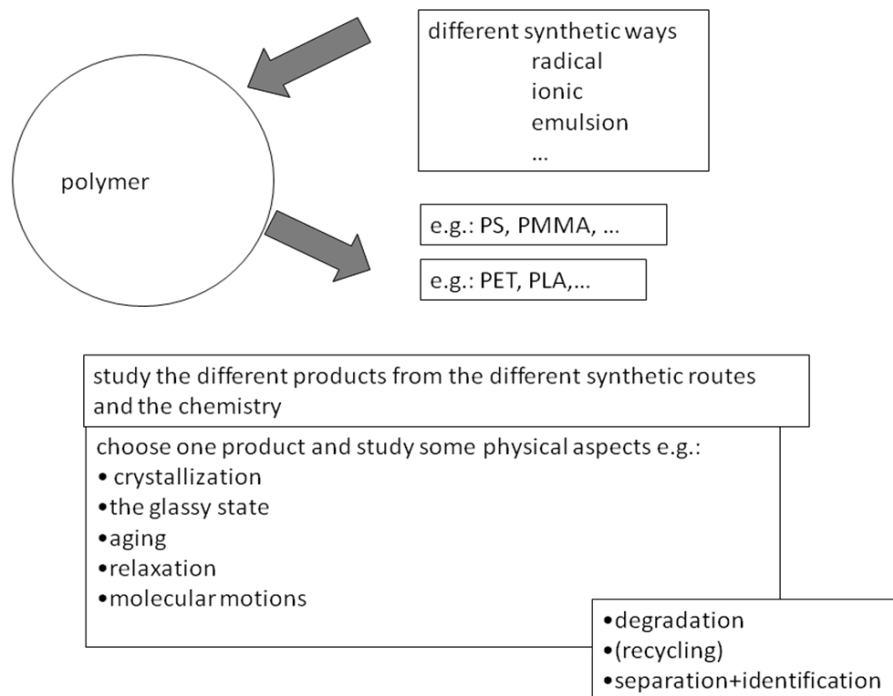 different synthetic ways
radical
ionic
emulsion
...
polymer
e.g.: PS, PMMA, ...
e.g.: PET, PLA,...
study the different products from the different synthetic routes
and the chemistry
choose one product and study some physical aspects e.g.:
• crystallization
•the glassy state
•aging
•relaxation
•molecular motions
•degradation
•(recycling)
•separation+identification